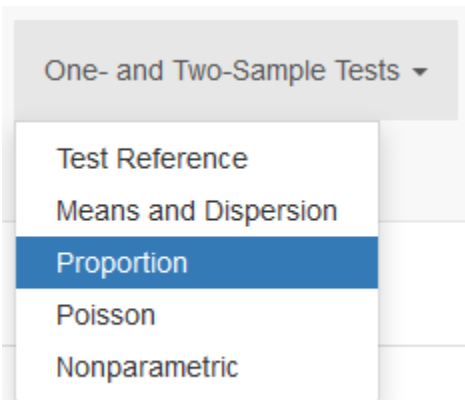 One- and Two-Sample Tests
Test Reference
Means and Dispersion
Proportion
Poisson
Nonparametric